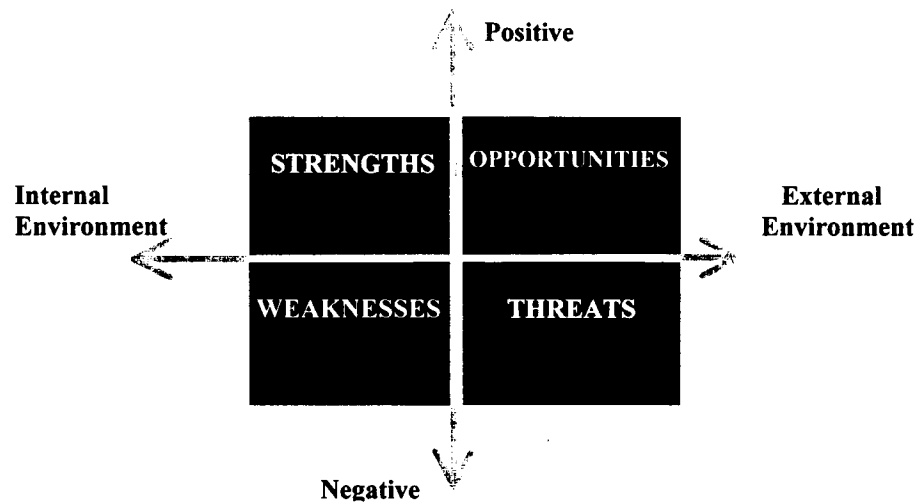 Positive
STRENGTHS
OPPORTUNITIES
Internal
Environment
External
Environment
WEAKNESSES
THREATS
Negative